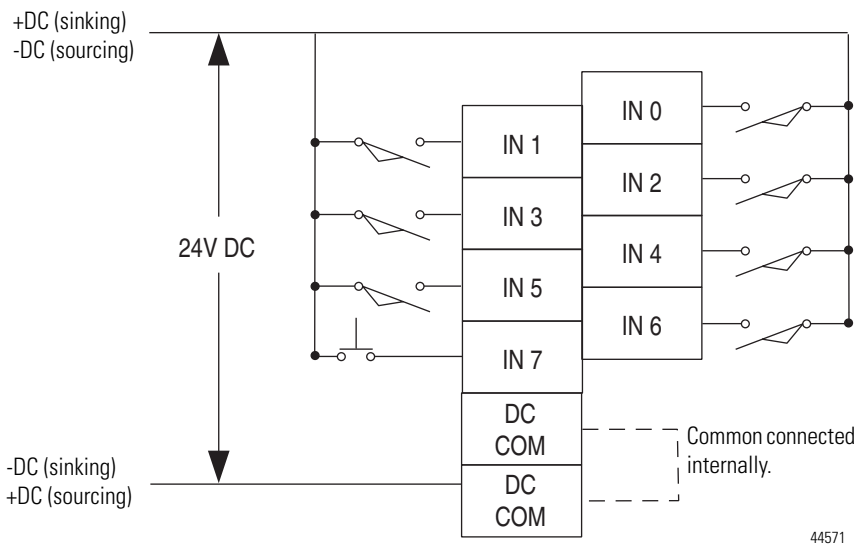 +DC (sinking)
-DC (sourcing)
IN 0
IN 1
IN 2
IN 3
24V DC
IN 4
IN 5
IN 6
IN 7
DC
COM
Common connected
internally.
-DC (sinking)
+DC (sourcing)
DC
COM
44571